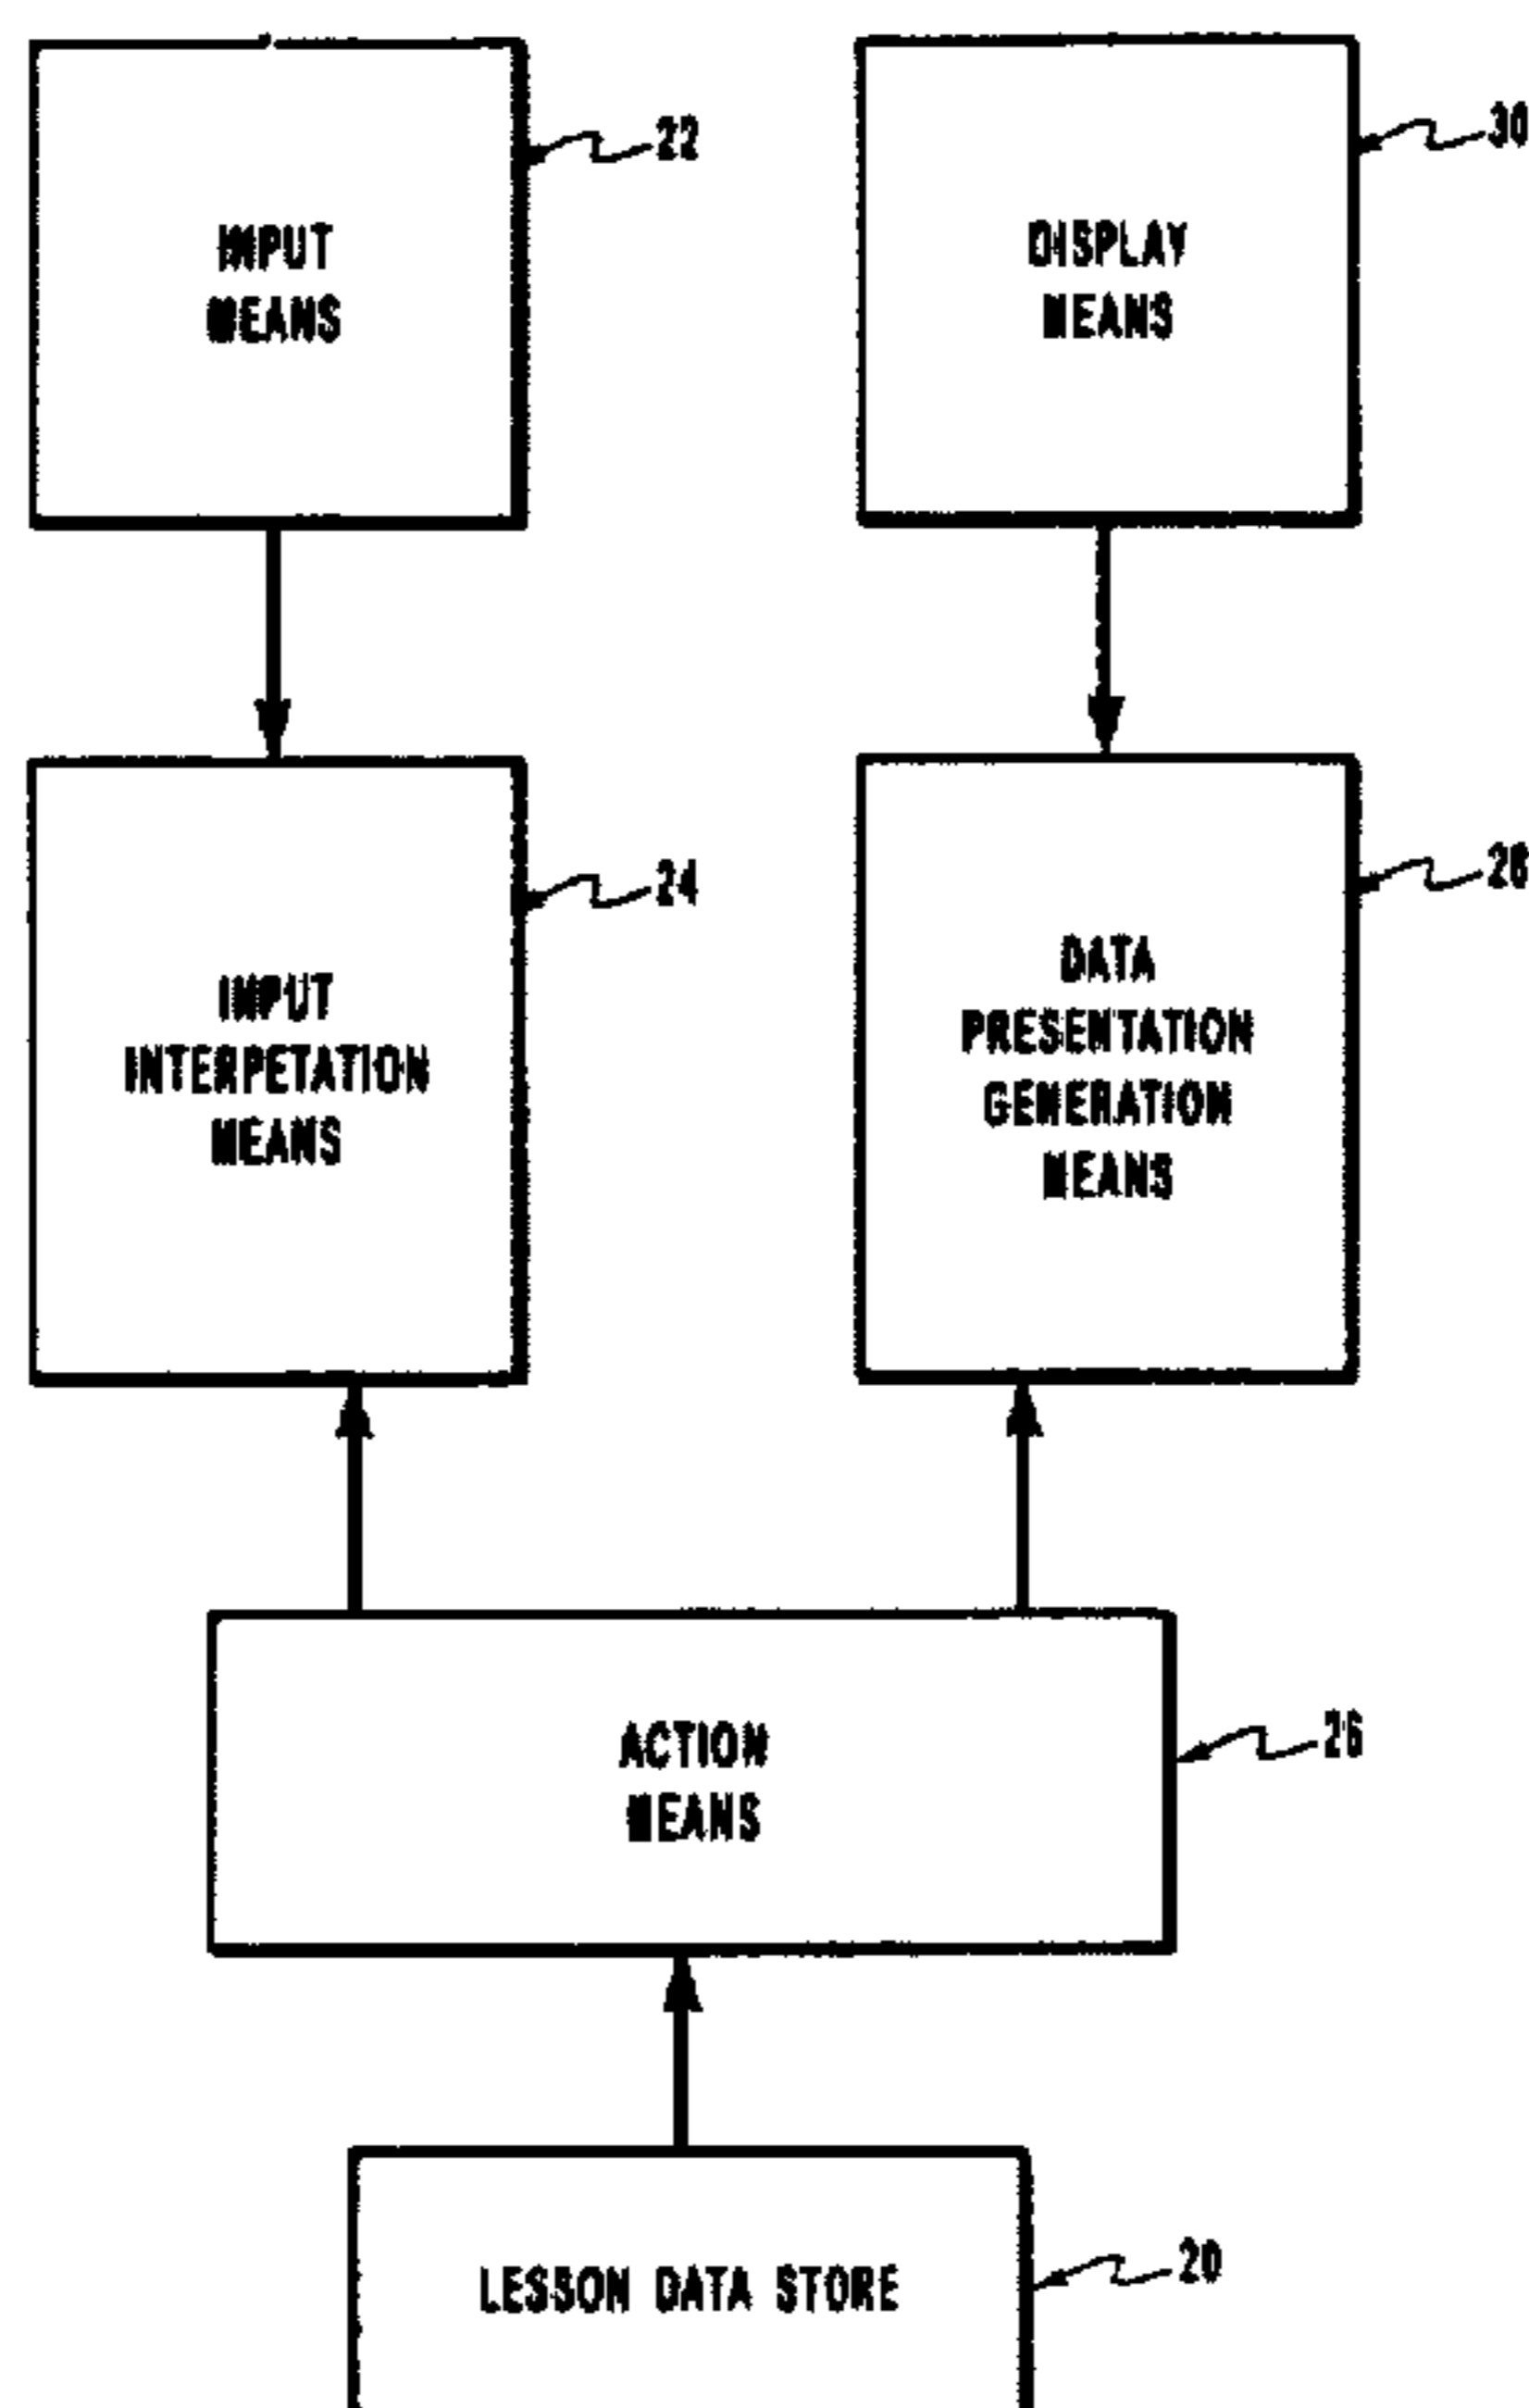 22
INPUT
MEANS
30
DISPLAY
MEANS
24
INPUT
INTERPETATION
MEANS
28
DATA
PRESENTATION
GENERATION
MEANS
26
ACTION
MEANS
20
LESSON DATA STORE